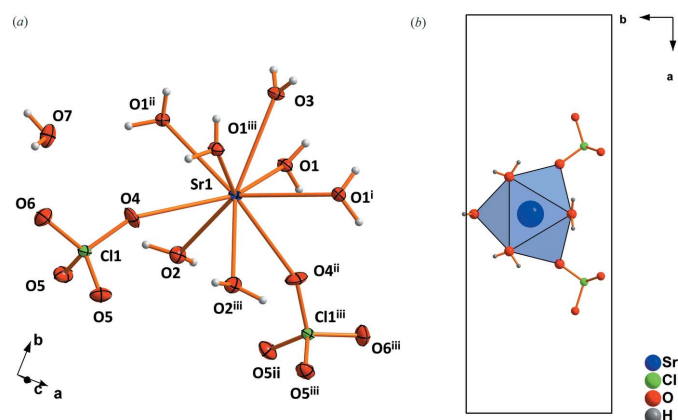 (a)
O7
O1ii
O1iii
O3
O1
O1i
Sr1
O6
O4
Cl1
O5
O5
O2
O2iii
O4ii
Cl1iii
O6iii
O5ii
O5iii
b
c
a
(b)
b
a
Sr
Cl
O
H